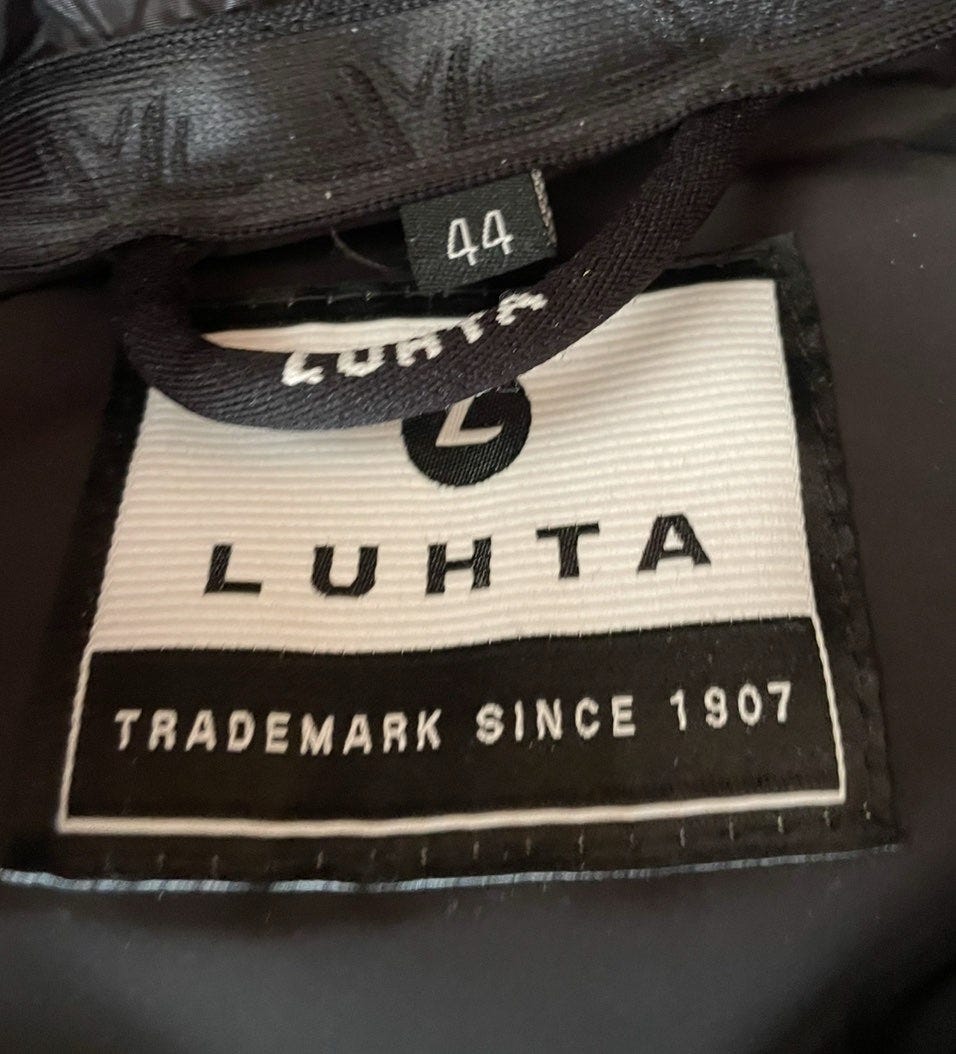 44
LUHTA
L
LUHTA
TRADEMARK SINCE 1907